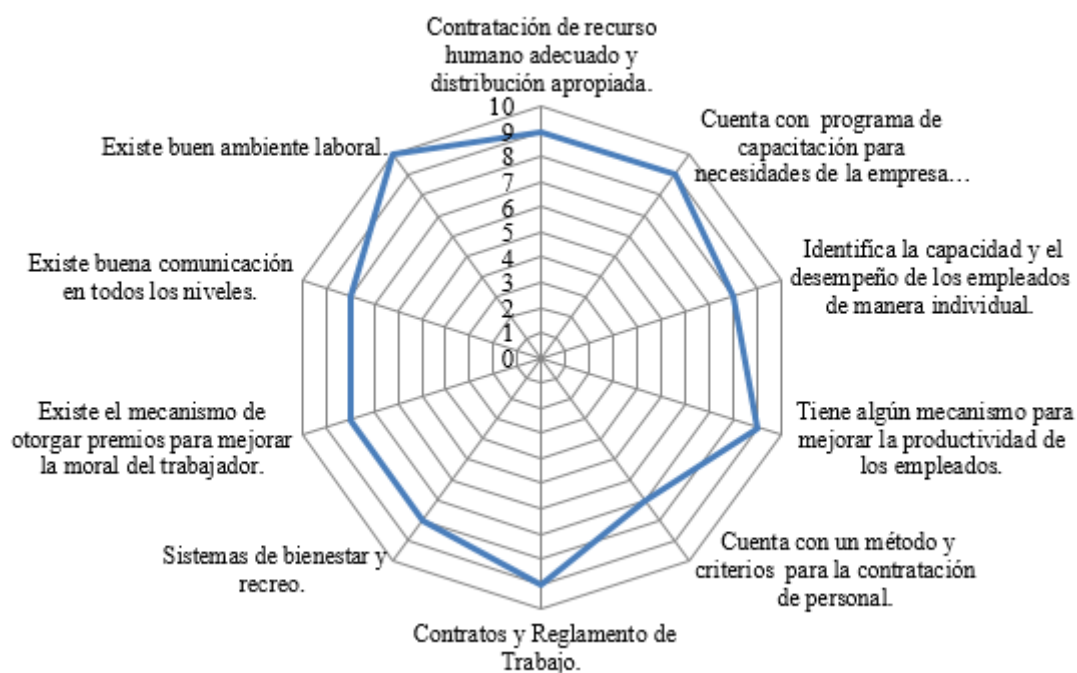 Contratación de recurso
humano adecuado y
distribución apropiada.
Cuenta con programa de
capacitación para
necesidades de la empresa…
Identifica la capacidad y el
desempeño de los empleados
de manera individual.
Tiene algún mecanismo para
mejorar la productividad de
los empleados.
Cuenta con un método y
criterios para la contratación
de personal.
Contratos y Reglamento de
Trabajo.
Sistemas de bienestar y
recreo.
Existe el mecanismo de
otorgar premios para mejorar
la moral del trabajador.
Existe buena comunicación
en todos los niveles.
Existe buen ambiente laboral.
10
9
8
7
6
5
4
3
2
1
0